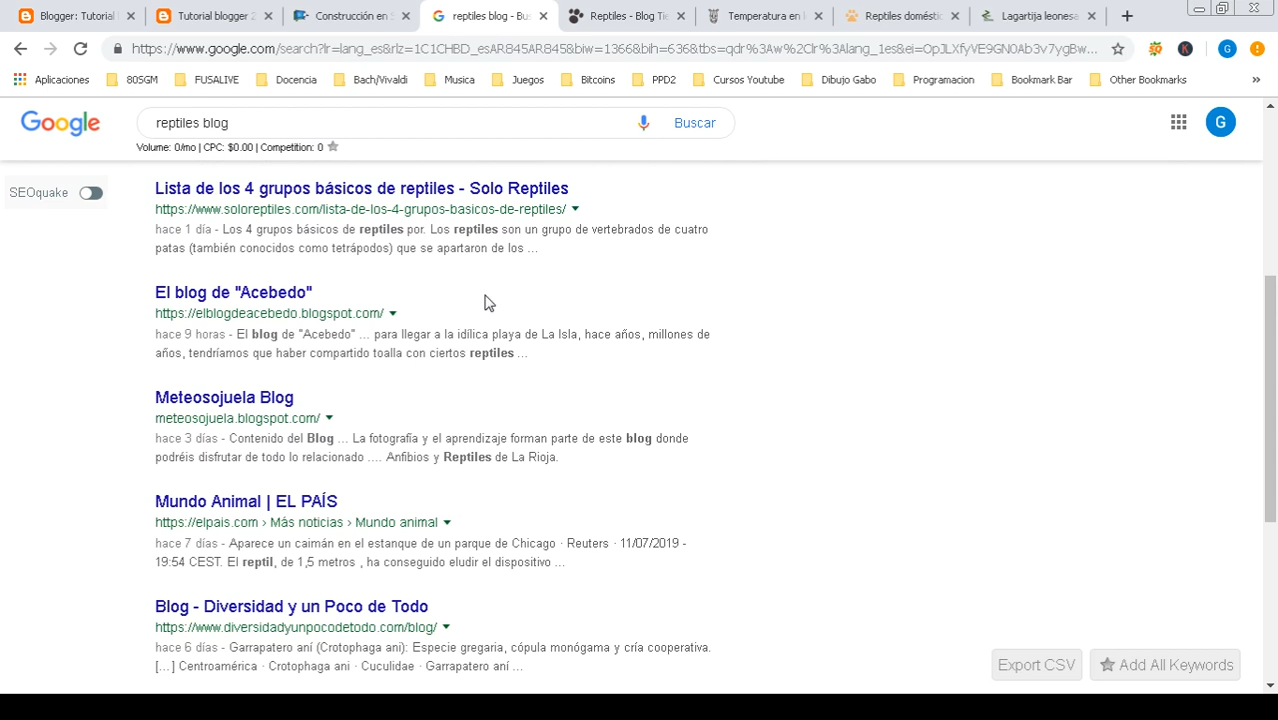 Blogger: Tutorial
Tutorial blogger 2
Construcción en
reptiles blog - Bus
Reptiles - Blog Tie
Temperatura en
Reptiles domésti
Lagartija leonesa
https://www.google.com/search?lr=lang_es&rlz=1C1CHBD_esAR845AR845&biw=1366&bih=636&tbs=qdr%3Aw%2Clr%3Alang_1es&ei=OpJLXfyVE9GN0Ab3v7ygBw...
Aplicaciones
80SGM
FUSALIVE
Docencia
Bach/Vivaldi
Musica
Juegos
Bitcoins
PPD2
Cursos Youtube
Dibujo Gabo
Programacion
Bookmark Bar
Other Bookmarks
»
Google
reptiles blog
Buscar
G
Volume: 0/mo | CPC: $0.00 | Competition: 0
SEOquake
Lista de los 4 grupos básicos de reptiles - Solo Reptiles
https://www.soloreptiles.com/lista-de-los-4-grupos-basicos-de-reptiles/
hace 1 día - Los 4 grupos básicos de reptiles por. Los reptiles son un grupo de vertebrados de cuatro
patas (también conocidos como tetrápodos) que se apartaron de los ...
El blog de "Acebedo"
https://elblogdeacebedo.blogspot.com/
hace 9 horas - El blog de "Acebedo" ... para llegar a la idílica playa de La Isla, hace años, millones de
años, tendríamos que haber compartido toalla con ciertos reptiles ...
Meteosojuela Blog
meteosojuela.blogspot.com/
hace 3 días - Contenido del Blog ... La fotografía y el aprendizaje forman parte de este blog donde
podréis disfrutar de todo lo relacionado .... Anfibios y Reptiles de La Rioja.
Mundo Animal | EL PAÍS
https://elpais.com › Más noticias › Mundo animal
hace 7 días - Aparece un caimán en el estanque de un parque de Chicago · Reuters · 11/07/2019 -
19:54 CEST. El reptil, de 1,5 metros , ha conseguido eludir el dispositivo ...
Blog - Diversidad y un Poco de Todo
https://www.diversidadyunpocodetodo.com/blog/
hace 6 días - Garrapatero aní (Crotophaga ani): Especie gregaria, cópula monógama y cría cooperativa.
[...] Centroamérica · Crotophaga ani · Cuculidae · Garrapatero aní ...
Export CSV
Add All Keywords